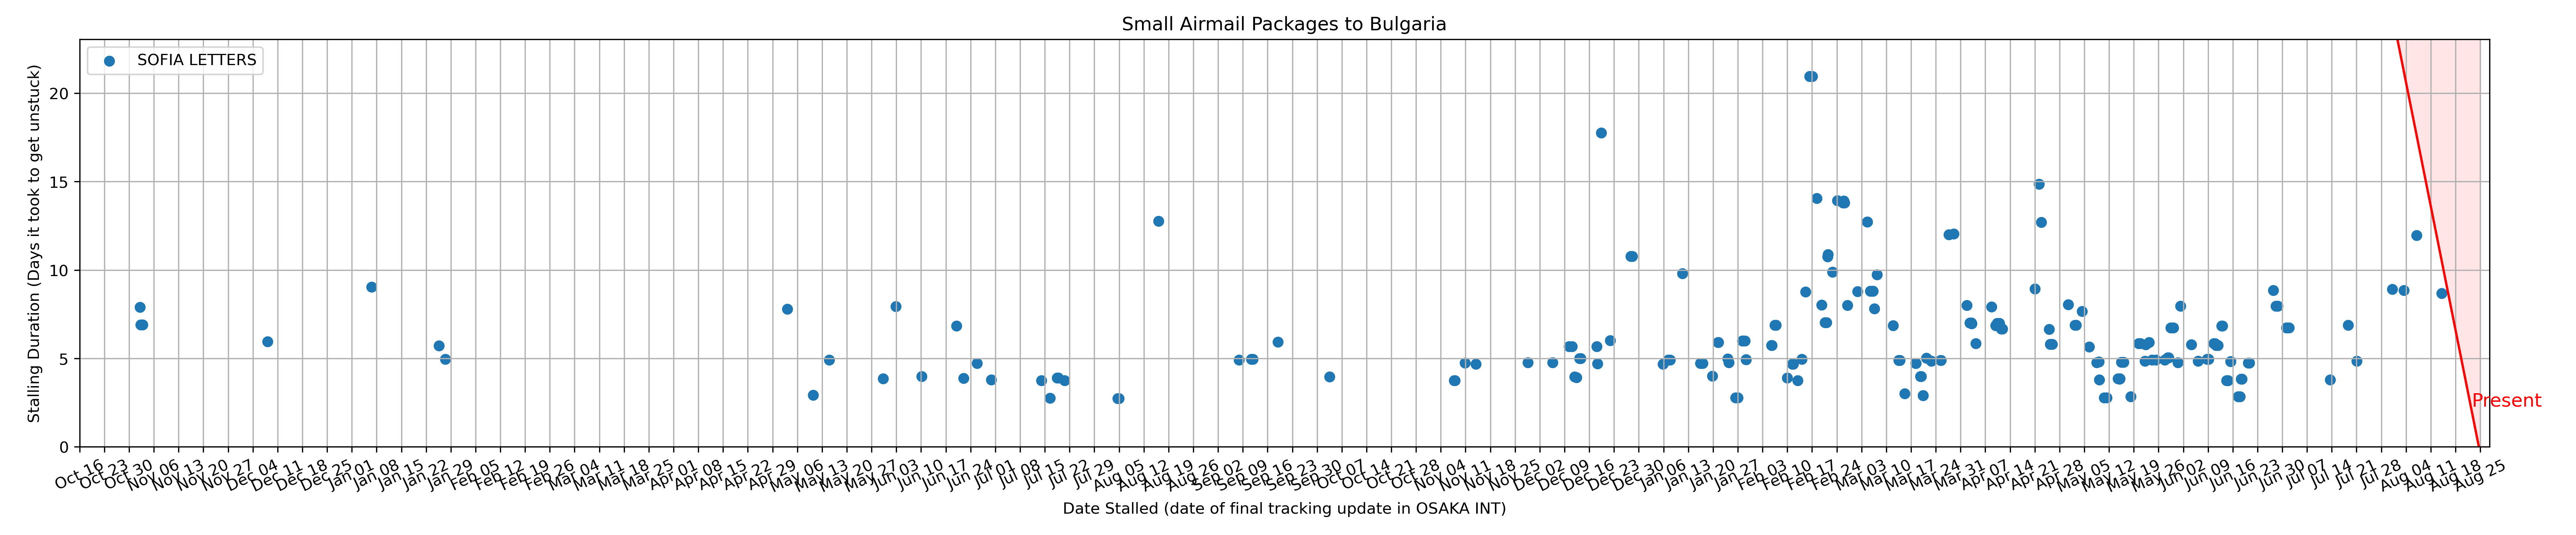 Small Airmail Packages to Bulgaria
SOFIA LETTERS
Stalling Duration (Days it took to get unstuck)
20
15
10
5
0
Present
Oct 16
Oct 23
Oct 30
Nov 06
Nov 13
Nov 20
Nov 27
Dec 04
Dec 11
Dec 18
Dec 25
Jan 01
Jan 08
Jan 15
Jan 22
Jan 29
Feb 05
Feb 12
Feb 19
Feb 26
Mar 04
Mar 11
Mar 18
Mar 25
Apr 01
Apr 08
Apr 15
Apr 22
Apr 29
May 06
May 13
May 20
May 27
Jun 03
Jun 10
Jun 17
Jun 24
Jul 01
Jul 08
Jul 15
Jul 22
Jul 29
Aug 05
Aug 12
Aug 19
Aug 26
Sep 02
Sep 09
Sep 16
Sep 23
Sep 30
Oct 07
Oct 14
Oct 21
Oct 28
Nov 04
Nov 11
Nov 18
Nov 25
Dec 02
Dec 09
Dec 16
Dec 23
Dec 30
Jan 06
Jan 13
Jan 20
Jan 27
Feb 03
Feb 10
Feb 17
Feb 24
Mar 03
Mar 10
Mar 17
Mar 24
Mar 31
Apr 07
Apr 14
Apr 21
Apr 28
May 05
May 12
May 19
May 26
Jun 02
Jun 09
Jun 16
Jun 23
Jun 30
Jul 07
Jul 14
Jul 21
Jul 28
Aug 04
Aug 11
Aug 18
Aug 25
Date Stalled (date of final tracking update in OSAKA INT)